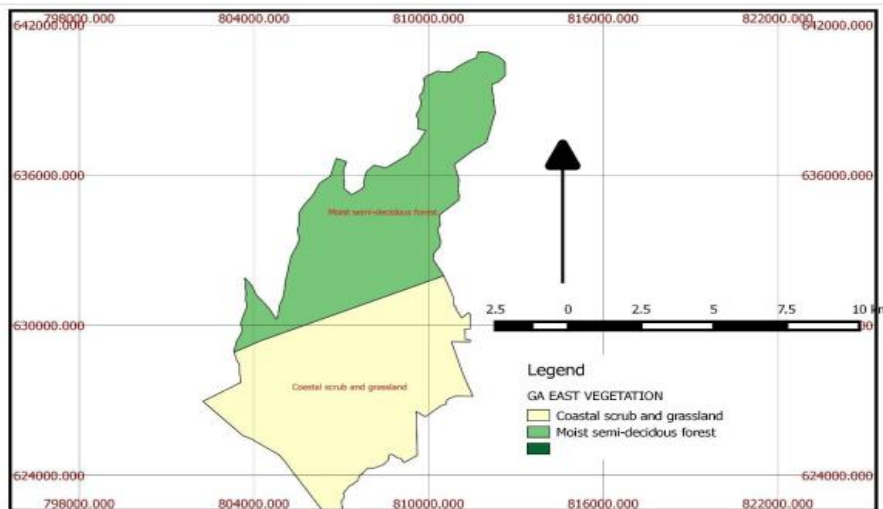 798000.000 804000.000 810000.000 816000.000 822000.000
642000.000 642000.000
636000.000 636000.000
Moist semi-decidous forest
630000.000
2.5 0 2.5 5 7.5 10 km
Legend
GA EAST VEGETATION
Coastal scrub and grassland
Coastal scrub and grassland
Moist semi-decidous forest
624000.000 624000.000
798000.000 804000.000 810000.000 816000.000 822000.000